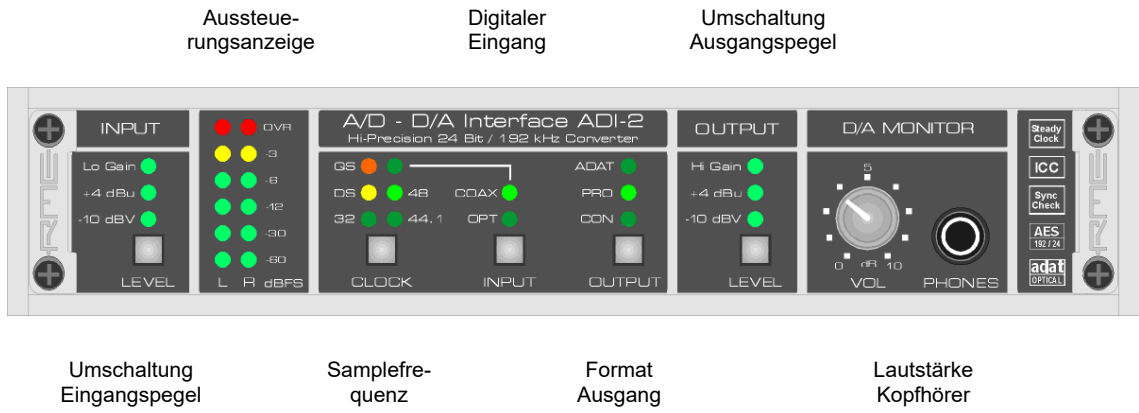 Aussteue-
rungsanzeige
Digitaler
Eingang
Umschaltung
Ausgangspegel
RME
INPUT
Lo Gain
+4 dBu
-10 dBV
LEVEL
OVR
-3
-6
-12
-30
-60
L R dBFS
A/D - D/A Interface ADI-2
Hi-Precision 24 Bit / 192 kHz Converter
QS
DS 48
32 44.1
CLOCK
COAX
OPT
INPUT
ADAT
PRO
CON
OUTPUT
OUTPUT
Hi Gain
+4 dBu
-10 dBV
LEVEL
D/A MONITOR
5
0 dB 10
VOL
PHONES
Steady
Clock
ICC
Sync
Check
AES
192 / 24
adat
OPTICAL
RME
Umschaltung
Eingangspegel
Samplefre-
quenz
Format
Ausgang
Lautstärke
Kopfhörer